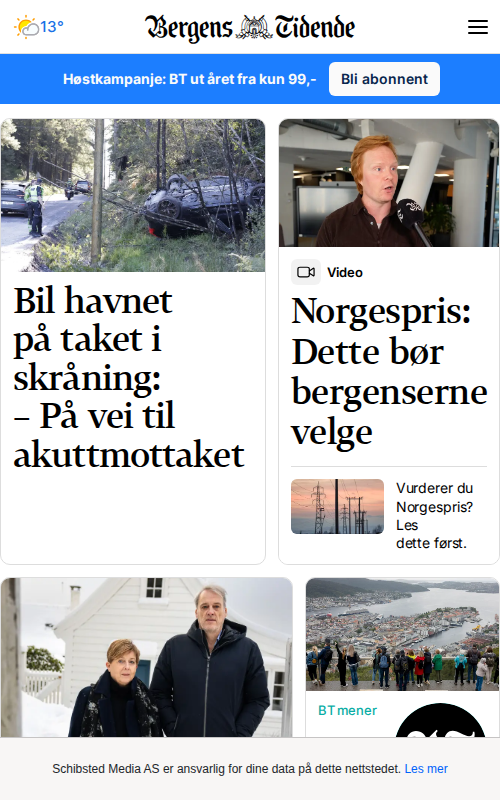 13°
Bergens Tidende
Høstkampanje: BT ut året fra kun 99,-
Bli abonnent
Bil havnet
på taket i
skråning:
– På vei til
akuttmottaket
Video
Norgespris:
Dette bør
bergenserne
velge
Vurderer du
Norgespris?
Les
dette først.
BT mener
Schibsted Media AS er ansvarlig for dine data på dette nettstedet. Les mer